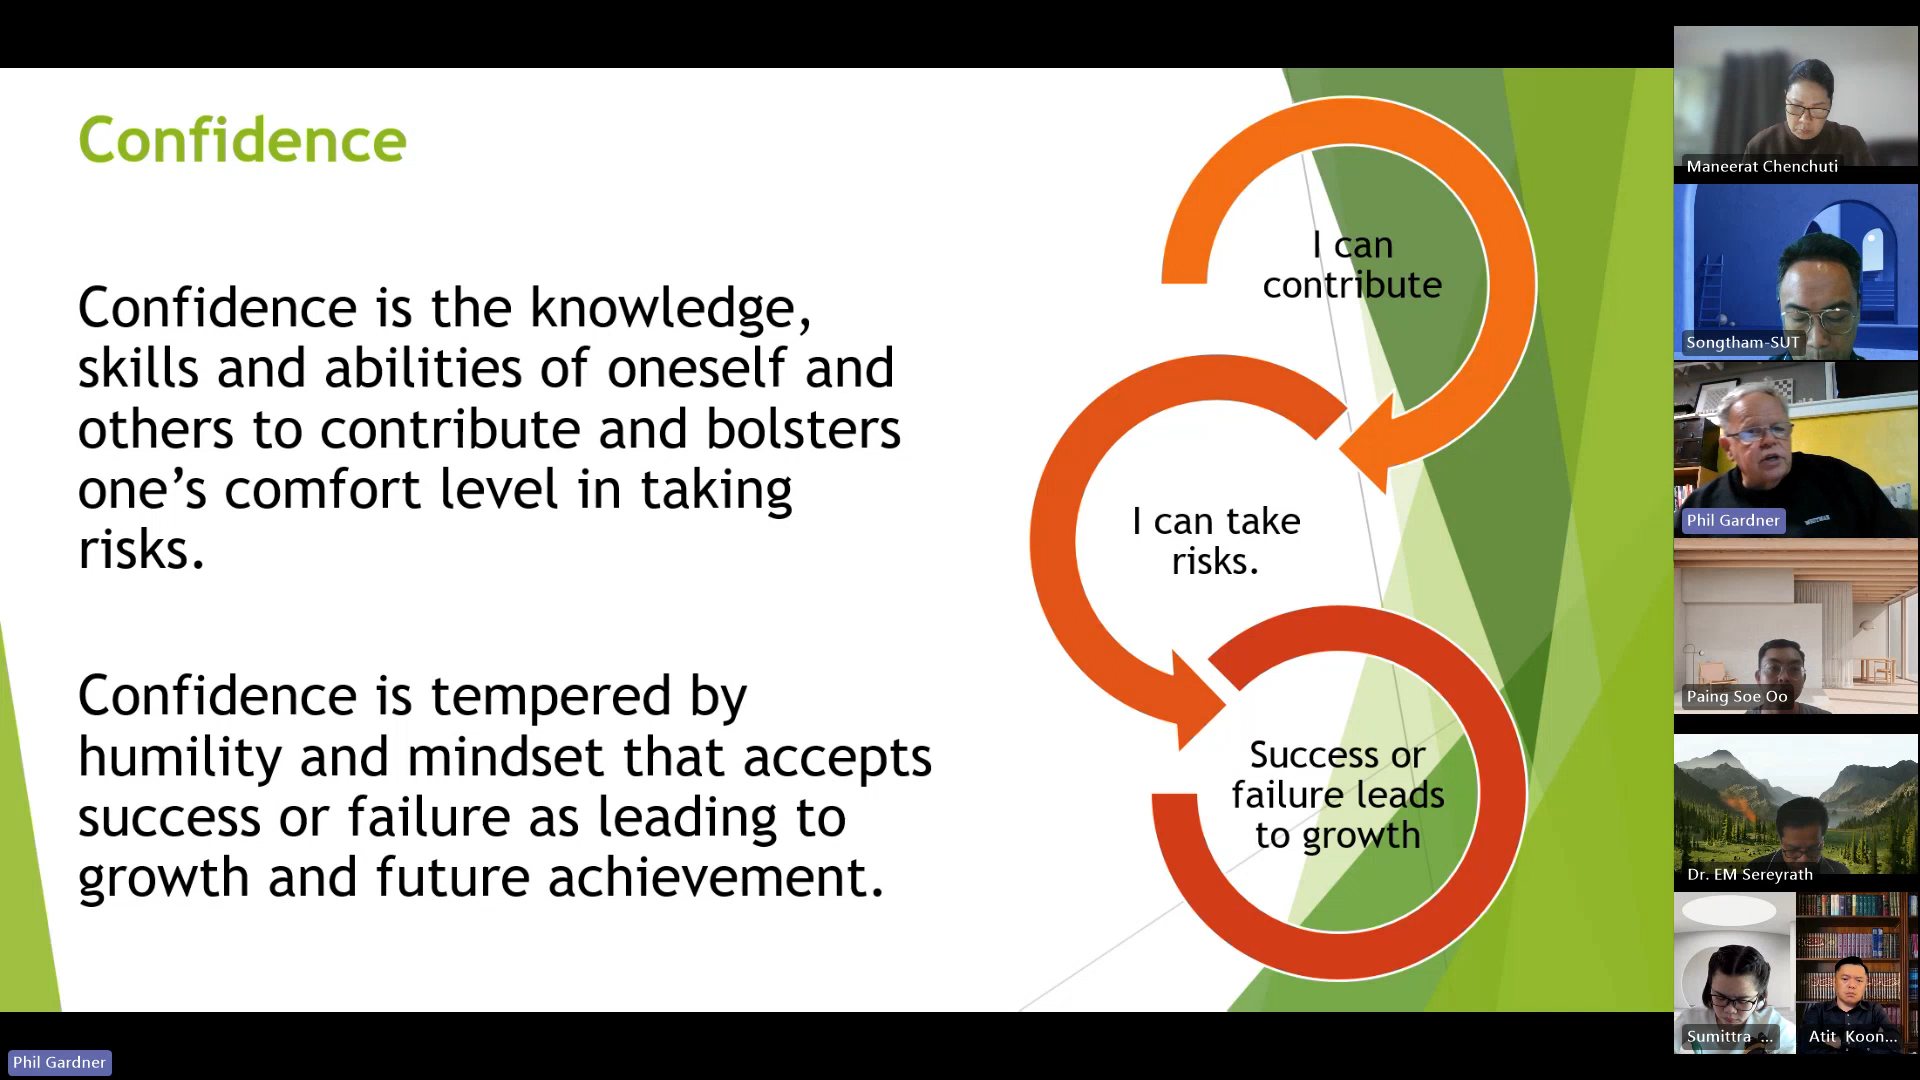 Confidence
Confidence is the knowledge,
skills and abilities of oneself and
others to contribute and bolsters
one’s comfort level in taking
risks.
Confidence is tempered by
humility and mindset that accepts
success or failure as leading to
growth and future achievement.
I can
contribute
I can take
risks.
Success or
failure leads
to growth
Maneerat Chenchuti
Songtham-SUT
Phil Gardner
Paing Soe Oo
Dr. EM Sereyrath
Sumittra ...
Atit Koon...
Phil Gardner